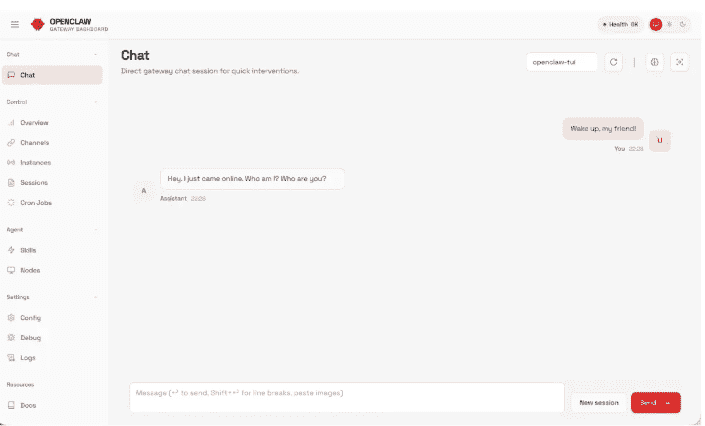 OPENCLAW
GATEWAY DASHBOARD
Health OK
Chat
Chat
Control
Overview
Channels
Instances
Sessions
Cron Jobs
Agent
Skills
Nodes
Settings
Config
Debug
Logs
Resources
Docs
Chat
Direct gateway chat session for quick interventions.
openclaw-tui
Wake up, my friend!
U
You
Hey, I just came online. Who am I? Who are you?
A
Assistant
Message (↵ to send, Shift+↵ for line breaks, paste images)
New session
Send